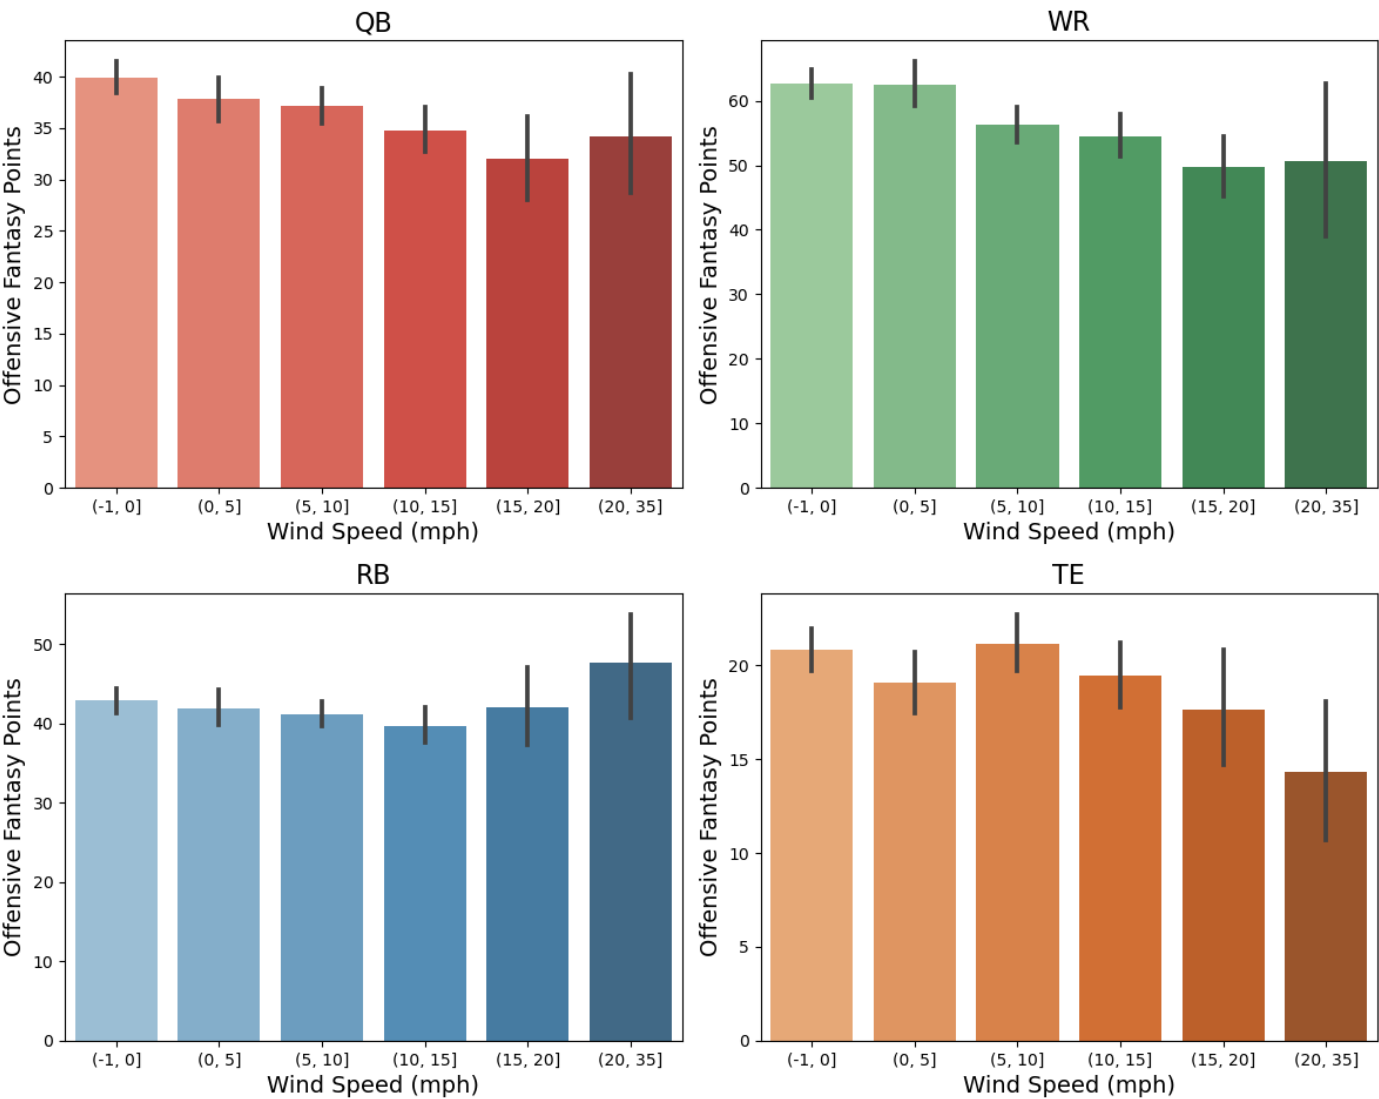 QB
Offensive Fantasy Points
40
35
30
25
20
15
10
5
0
(-1, 0] (0, 5] (5, 10] (10, 15] (15, 20] (20, 35]
Wind Speed (mph)
WR
Offensive Fantasy Points
60
50
40
30
20
10
0
(-1, 0] (0, 5] (5, 10] (10, 15] (15, 20] (20, 35]
Wind Speed (mph)
RB
Offensive Fantasy Points
50
40
30
20
10
0
(-1, 0] (0, 5] (5, 10] (10, 15] (15, 20] (20, 35]
Wind Speed (mph)
TE
Offensive Fantasy Points
20
15
10
5
0
(-1, 0] (0, 5] (5, 10] (10, 15] (15, 20] (20, 35]
Wind Speed (mph)